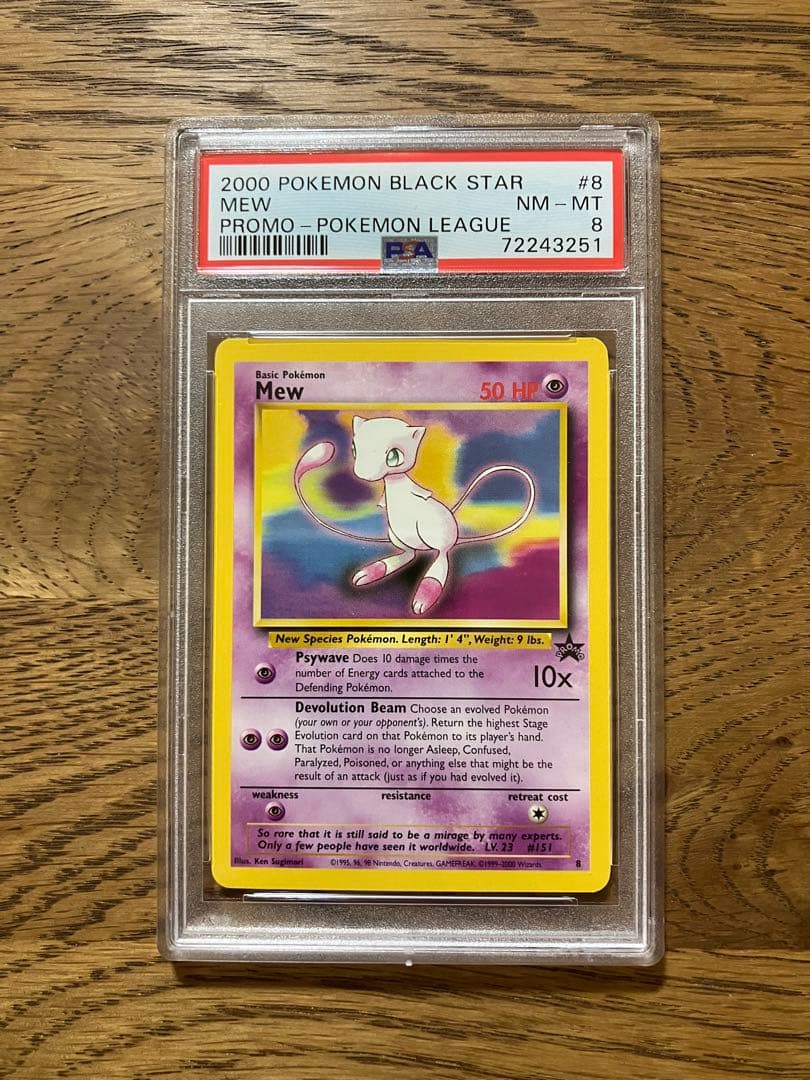 2000 POKEMON BLACK STAR #8
MEW NM - MT
PROMO - POKEMON LEAGUE 8
PSA 72243251
Basic Pokémon
Mew 50 HP
New Species Pokémon. Length: 1' 4", Weight: 9 lbs.
PROMO
Psywave Does 10 damage times the
number of Energy cards attached to the
Defending Pokémon.
10x
Devolution Beam Choose an evolved Pokémon
(your own or your opponent's). Return the highest Stage
Evolution card on that Pokémon to its player's hand.
That Pokémon is no longer Asleep, Confused,
Paralyzed, Poisoned, or anything else that might be the
result of an attack (just as if you had evolved it).
weakness resistance retreat cost
So rare that it is still said to be a mirage by many experts.
Only a few people have seen it worldwide. LV. 23 #151
Illus. Ken Sugimori ©1995, 96, 98 Nintendo, Creatures, GAMEFREAK. ©1999-2000 Wizards. 8